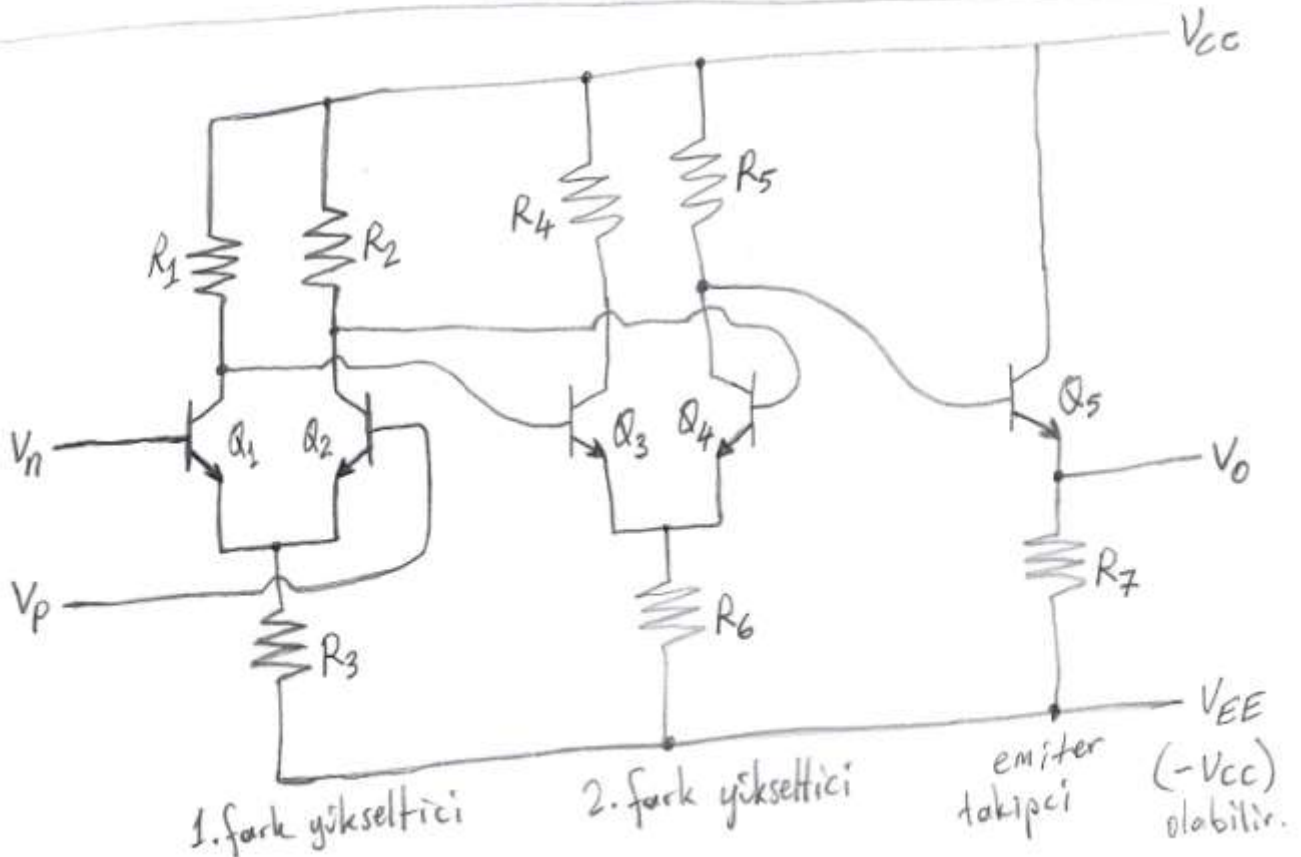 VCC
R1
R2
R4
R5
Vn
Q1
Q2
Q3
Q4
Q5
Vo
Vp
R3
R6
R7
VEE
(-VCC)
olabilir.
1. fark yükseltici
2. fark yükseltici
emiter
takipci